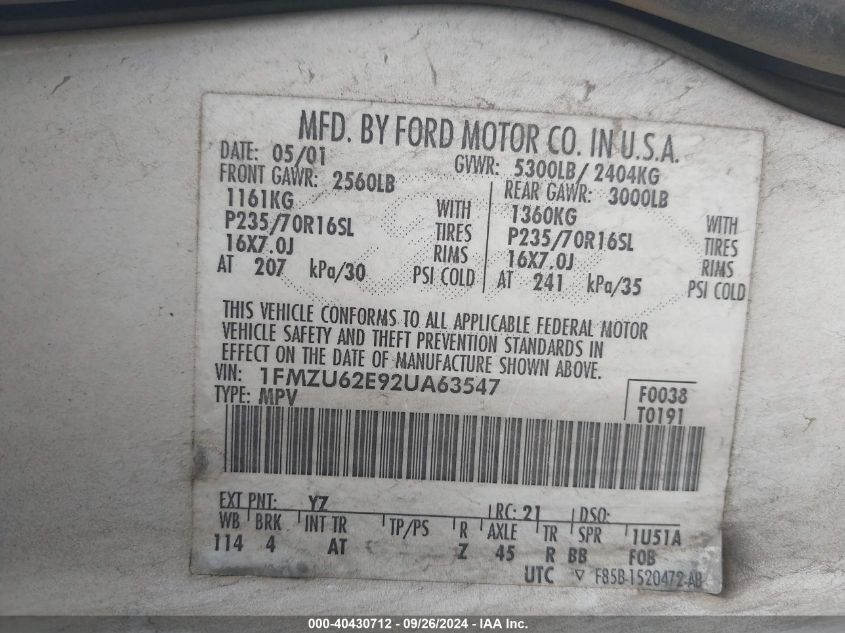 MFD. BY FORD MOTOR CO. IN U.S.A.
DATE: 05/01 GVWR: 5300LB/ 2404KG
FRONT GAWR: 2560LB REAR GAWR: 3000LB
1161KG WITH 1360KG WITH
P235/70R16SL TIRES P235/70R16SL TIRES
16X7.0J RIMS 16X7.0J RIMS
AT 207 kPa/30 PSI COLD AT 241 kPa/35 PSI COLD
THIS VEHICLE CONFORMS TO ALL APPLICABLE FEDERAL MOTOR
VEHICLE SAFETY AND THEFT PREVENTION STANDARDS IN
EFFECT ON THE DATE OF MANUFACTURE SHOWN ABOVE.
VIN: 1FMZU62E92UA63547
TYPE: MPV F0038
T0191
EXT PNT: YZ RC: 21 DSO:
WB BRK INT TR TP/PS R AXLE TR SPR 1U51A
114 4 AT Z 45 R BB FOB
UTC ▽ F85B-1520472-AB
000-40430712 - 09/26/2024 - IAA Inc.